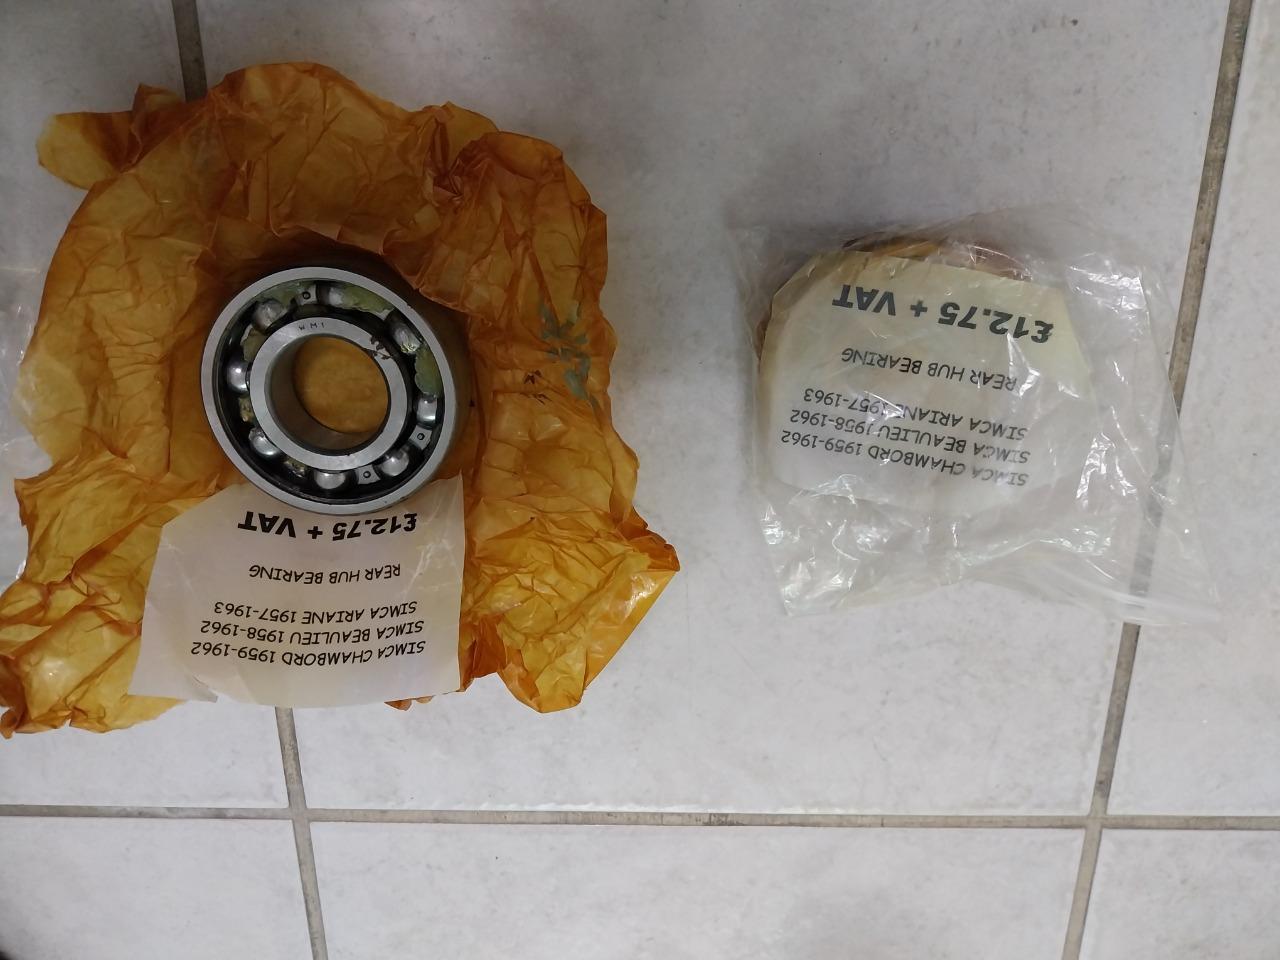 WMI
£12.75 + VAT
REAR HUB BEARING
SIMCA ARIANE 1957-1963
SIMCA BEAULIEU 1958-1962
SIMCA CHAMBORD 1959-1962
£12.75 + VAT
REAR HUB BEARING
SIMCA ARIANE 1957-1963
SIMCA BEAULIEU 1958-1962
SIMCA CHAMBORD 1959-1962